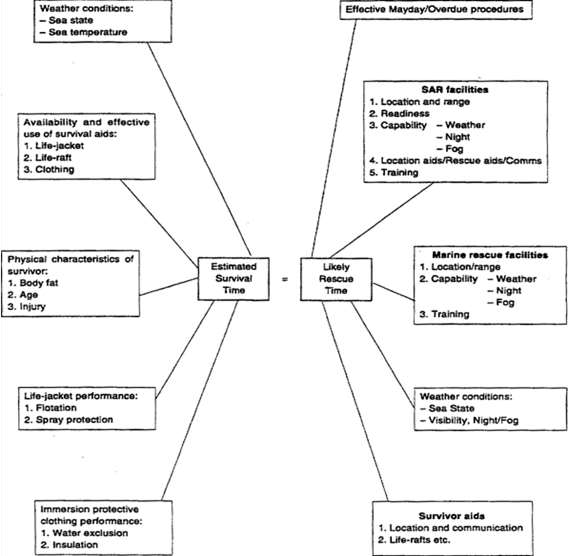 Weather conditions:
– Sea state
– Sea temperature
Availability and effective
use of survival aids:
1. Life-jacket
2. Life-raft
3. Clothing
Physical characteristics of
survivor:
1. Body fat
2. Age
3. Injury
Life-jacket performance:
1. Flotation
2. Spray protection
Immersion protective
clothing performance:
1. Water exclusion
2. Insulation
Estimated
Survival
Time
=
Likely
Rescue
Time
Effective Mayday/Overdue procedures
SAR facilities
1. Location and range
2. Readiness
3. Capability – Weather
– Night
– Fog
4. Location aids/Rescue aids/Comms
5. Training
Marine rescue facilities
1. Location/range
2. Capability – Weather
– Night
– Fog
3. Training
Weather conditions:
– Sea State
– Visibility, Night/Fog
Survivor aids
1. Location and communication
2. Life-rafts etc.